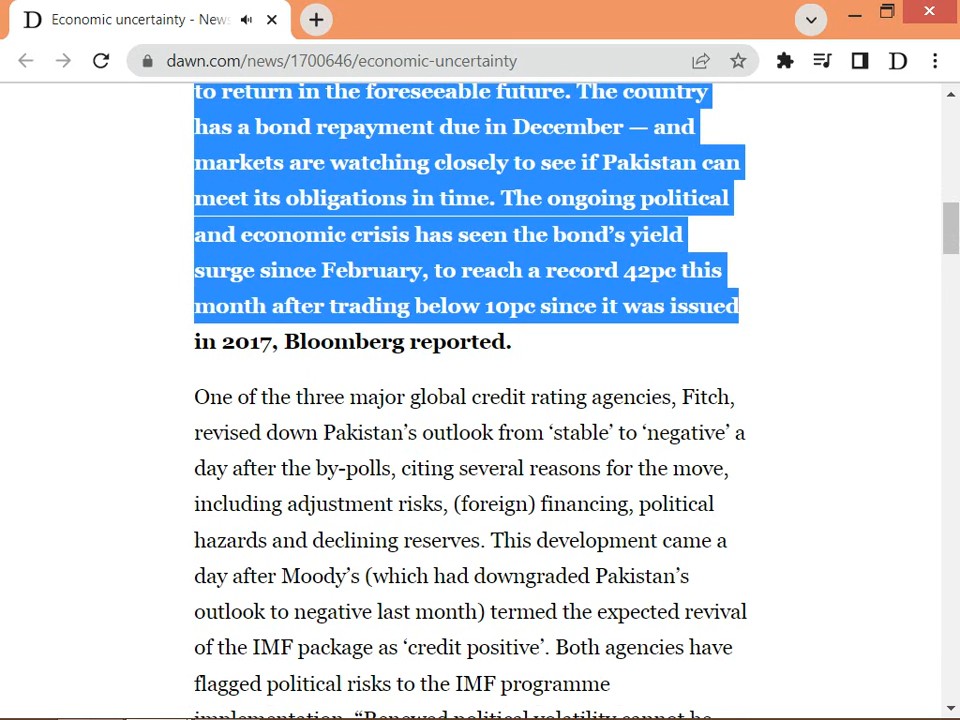 Economic uncertainty - News
dawn.com/news/1700646/economic-uncertainty
to return in the foreseeable future. The country
has a bond repayment due in December — and
markets are watching closely to see if Pakistan can
meet its obligations in time. The ongoing political
and economic crisis has seen the bond’s yield
surge since February, to reach a record 42pc this
month after trading below 10pc since it was issued
in 2017, Bloomberg reported.
One of the three major global credit rating agencies, Fitch,
revised down Pakistan’s outlook from ‘stable’ to ‘negative’ a
day after the by-polls, citing several reasons for the move,
including adjustment risks, (foreign) financing, political
hazards and declining reserves. This development came a
day after Moody’s (which had downgraded Pakistan’s
outlook to negative last month) termed the expected revival
of the IMF package as ‘credit positive’. Both agencies have
flagged political risks to the IMF programme
implementation. “Renewed political volatility cannot be